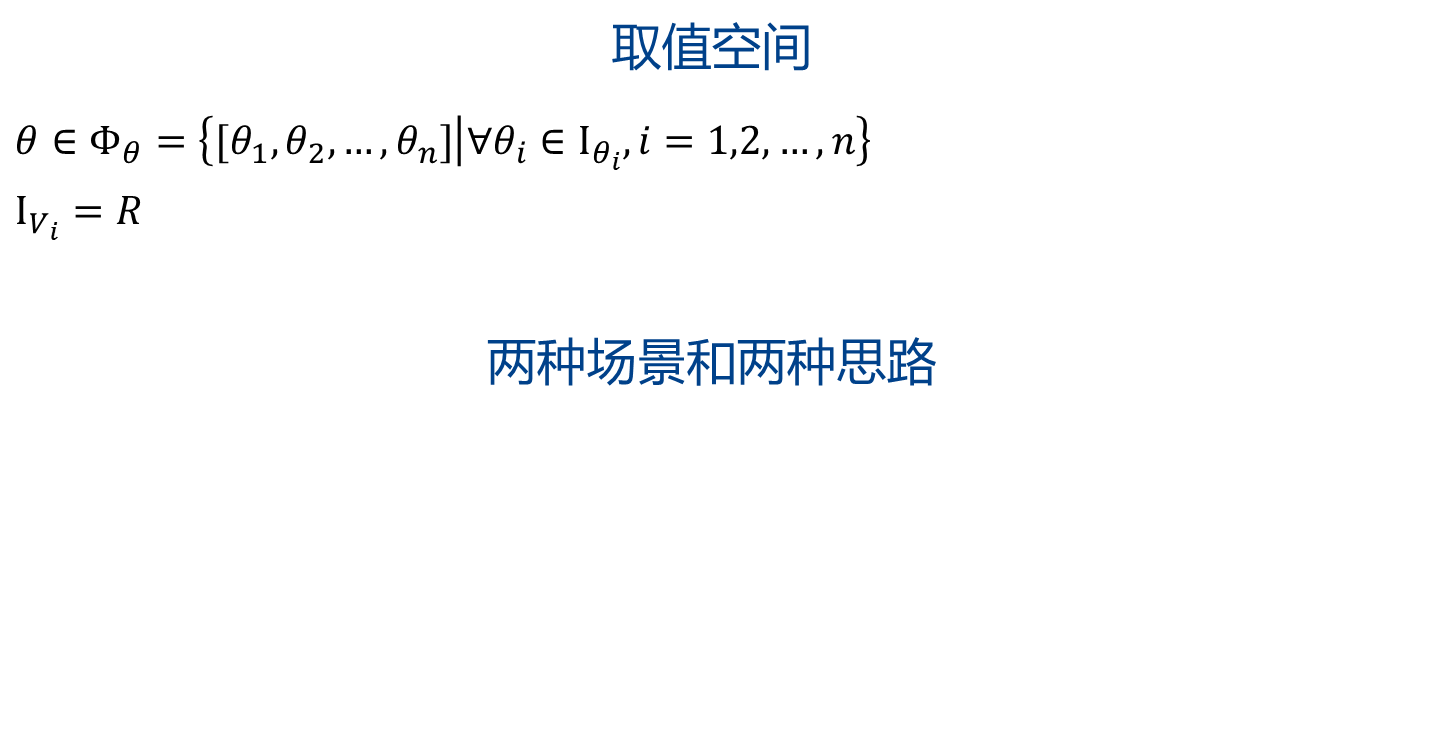 取值空间
θ ∈ Φ_θ = {[θ_1, θ_2, …, θ_n]|∀θ_i ∈ I_{θ_i}, i = 1,2, …, n}
I_{V_i} = R
两种场景和两种思路